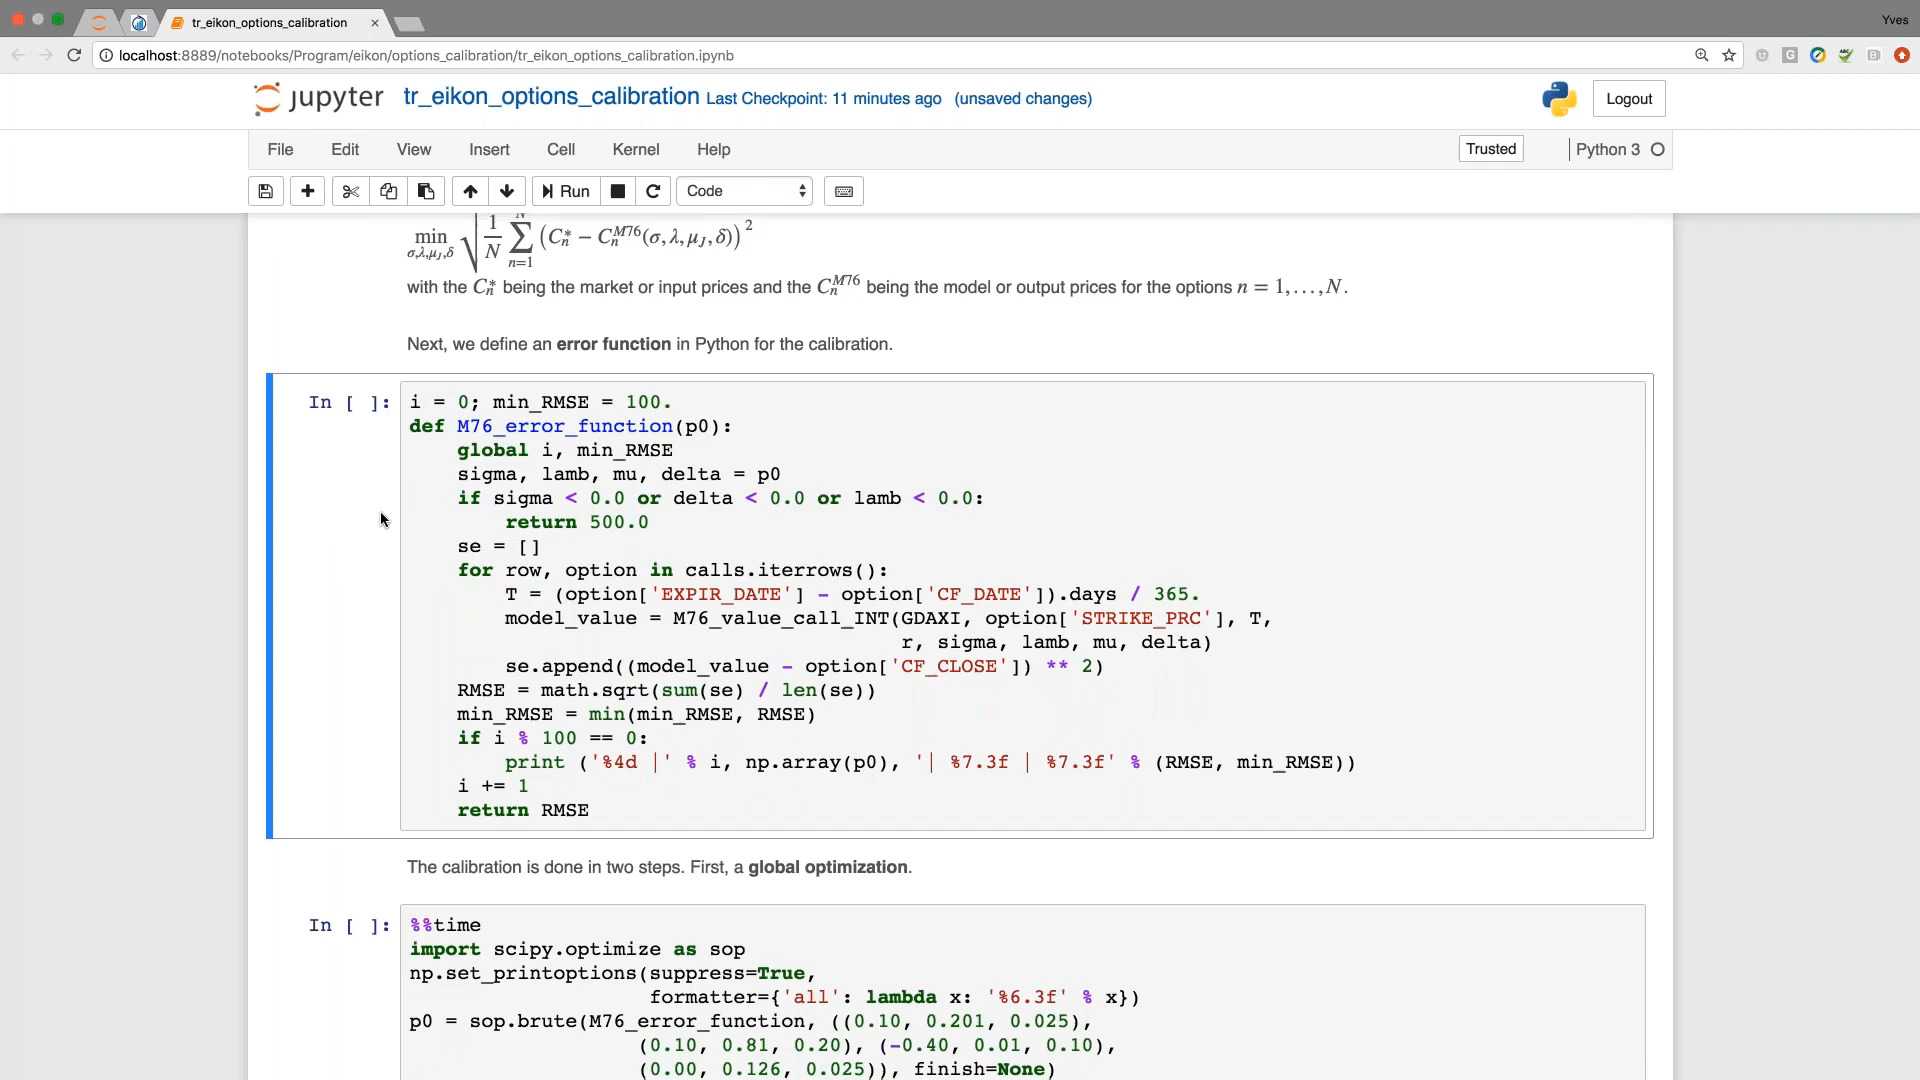 tr_eikon_options_calibration
Yves
localhost:8889/notebooks/Program/eikon/options_calibration/tr_eikon_options_calibration.ipynb
jupyter tr_eikon_options_calibration Last Checkpoint: 11 minutes ago (unsaved changes)
Logout
File Edit View Insert Cell Kernel Help
Trusted
Python 3
Run
Code
min σ,λ,μJ,δ √ 1/N ∑ n=1 N (C*n − CnM76(σ, λ, μJ, δ))2
with the C*n being the market or input prices and the CnM76 being the model or output prices for the options n = 1, . . . , N.
Next, we define an error function in Python for the calibration.
In [ ]:
i = 0; min_RMSE = 100.
def M76_error_function(p0):
    global i, min_RMSE
    sigma, lamb, mu, delta = p0
    if sigma < 0.0 or delta < 0.0 or lamb < 0.0:
        return 500.0
    se = []
    for row, option in calls.iterrows():
        T = (option['EXPIR_DATE'] - option['CF_DATE']).days / 365.
        model_value = M76_value_call_INT(GDAXI, option['STRIKE_PRC'], T,
                                         r, sigma, lamb, mu, delta)
        se.append((model_value - option['CF_CLOSE']) ** 2)
    RMSE = math.sqrt(sum(se) / len(se))
    min_RMSE = min(min_RMSE, RMSE)
    if i % 100 == 0:
        print ('%4d |' % i, np.array(p0), '| %7.3f | %7.3f' % (RMSE, min_RMSE))
    i += 1
    return RMSE
The calibration is done in two steps. First, a global optimization.
In [ ]:
%%time
import scipy.optimize as sop
np.set_printoptions(suppress=True,
                    formatter={'all': lambda x: '%6.3f' % x})
p0 = sop.brute(M76_error_function, ((0.10, 0.201, 0.025),
                   (0.10, 0.81, 0.20), (-0.40, 0.01, 0.10),
                   (0.00, 0.126, 0.025)), finish=None)